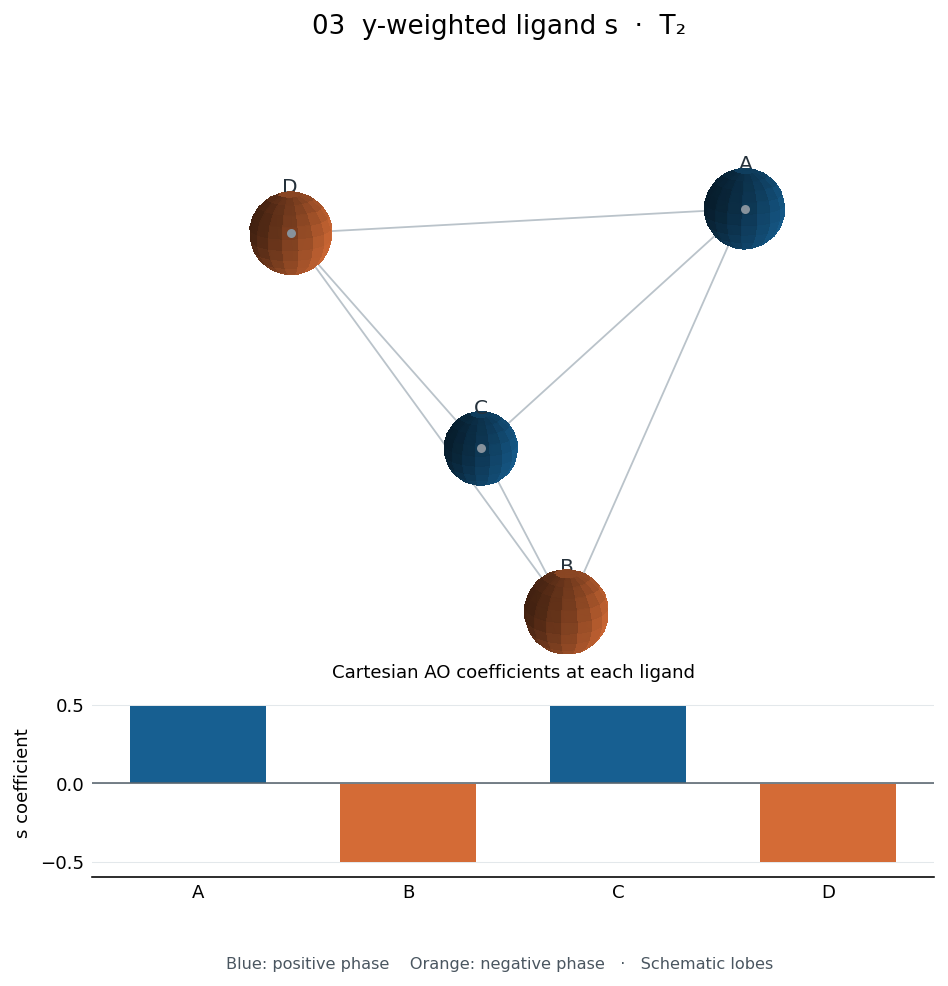 03  y-weighted ligand s  ·  T₂
A
D
C
B
Cartesian AO coefficients at each ligand
s coefficient
0.5
0.0
−0.5
A B C D
Blue: positive phase    Orange: negative phase   ·   Schematic lobes